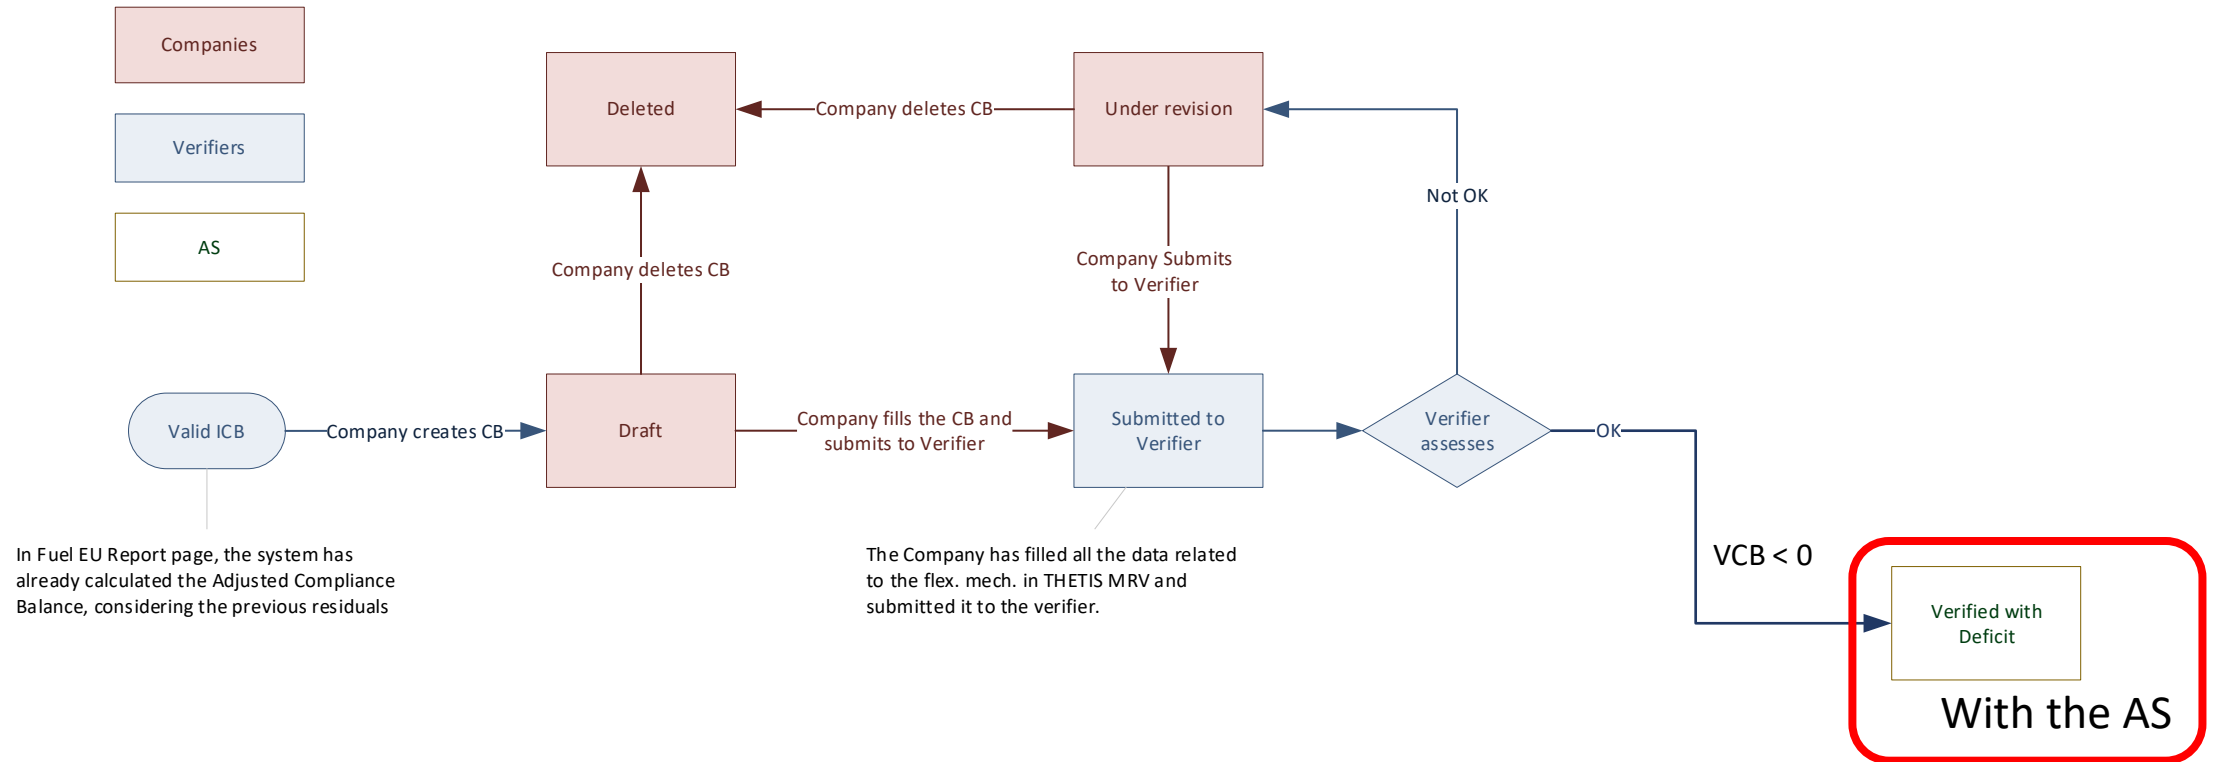 Companies
Verifiers
AS
Deleted
Company deletes CB
Under revision
Not OK
Company deletes CB
Company Submits
to Verifier
Valid ICB
Company creates CB
Draft
Company fills the CB and
submits to Verifier
Submitted to
Verifier
Verifier
assesses
OK
In Fuel EU Report page, the system has
already calculated the Adjusted Compliance
Balance, considering the previous residuals
The Company has filled all the data related
to the flex. mech. in THETIS MRV and
submitted it to the verifier.
VCB < 0
Verified with
Deficit
With the AS